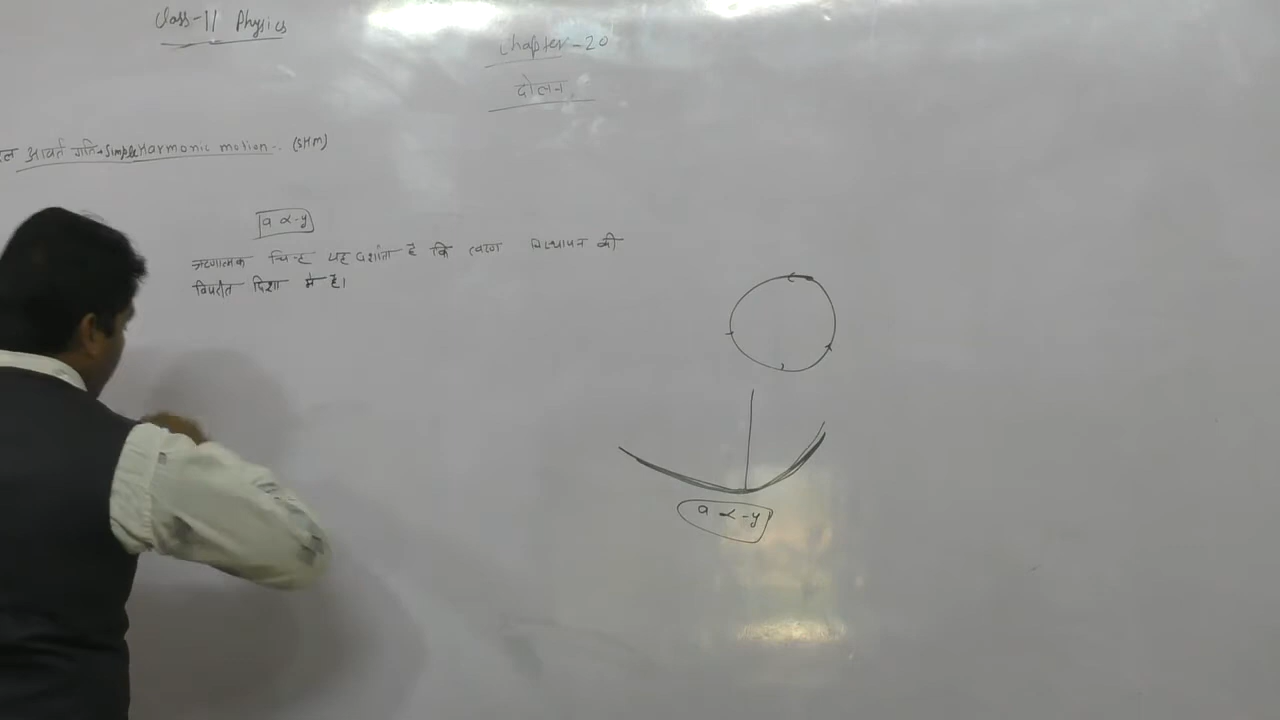 Class-11 Physics
Chapter-20
दोलन
आवर्त गति→Simple Harmonic motion.. (SHM)
a ∝ -y
ऋणात्मक चिन्ह यह दर्शाता है कि त्वरण विस्थापन की
विपरीत दिशा में है।
a ∝ -y